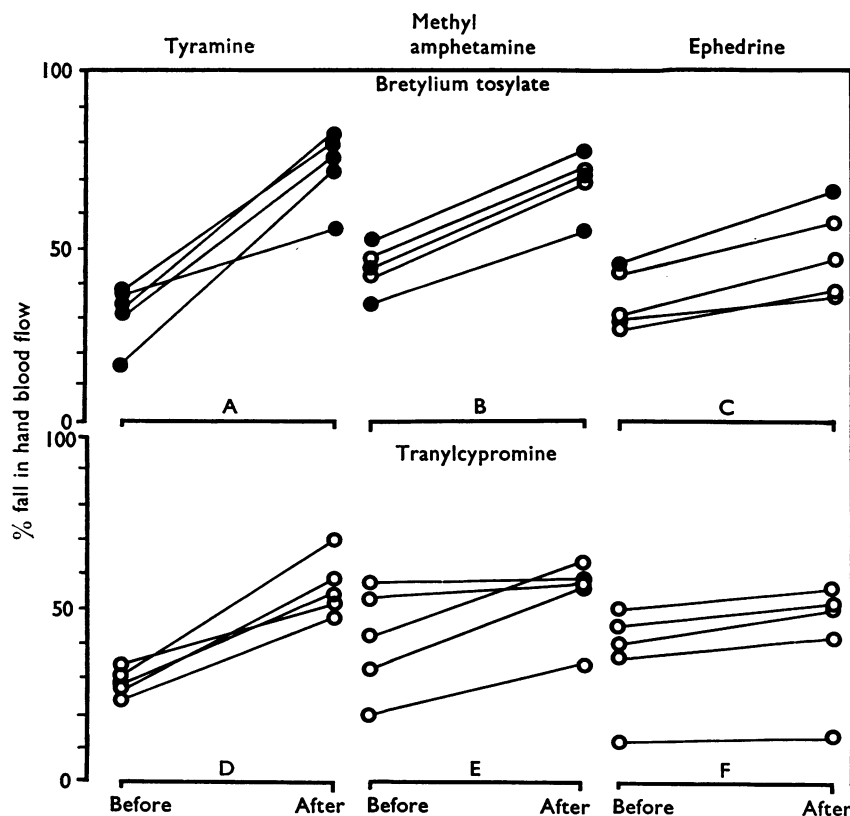 Tyramine
Methyl
amphetamine
Ephedrine
100
Bretylium tosylate
50
0
A
B
C
% fall in hand blood flow
100
Tranylcypromine
50
0
D
E
F
Before
After
Before
After
Before
After